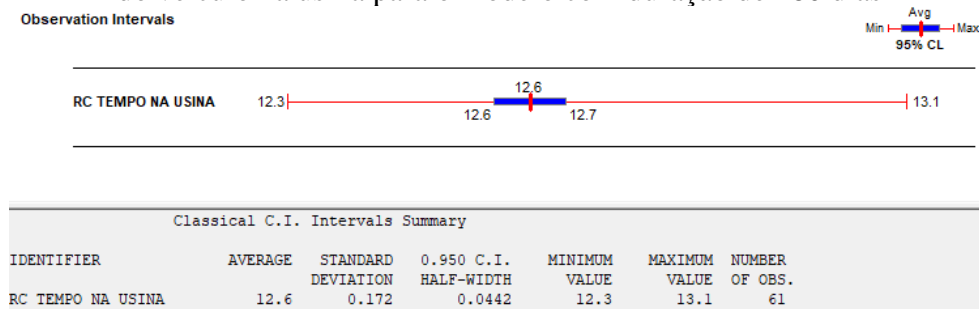 Observation Intervals
Avg
Min
Max
95% CL
12.6
RC TEMPO NA USINA 12.3 13.1
12.6 12.7
Classical C.I. Intervals Summary
IDENTIFIER AVERAGE STANDARD 0.950 C.I. MINIMUM MAXIMUM NUMBER
DEVIATION HALF-WIDTH VALUE VALUE OF OBS.
RC TEMPO NA USINA 12.6 0.172 0.0442 12.3 13.1 61